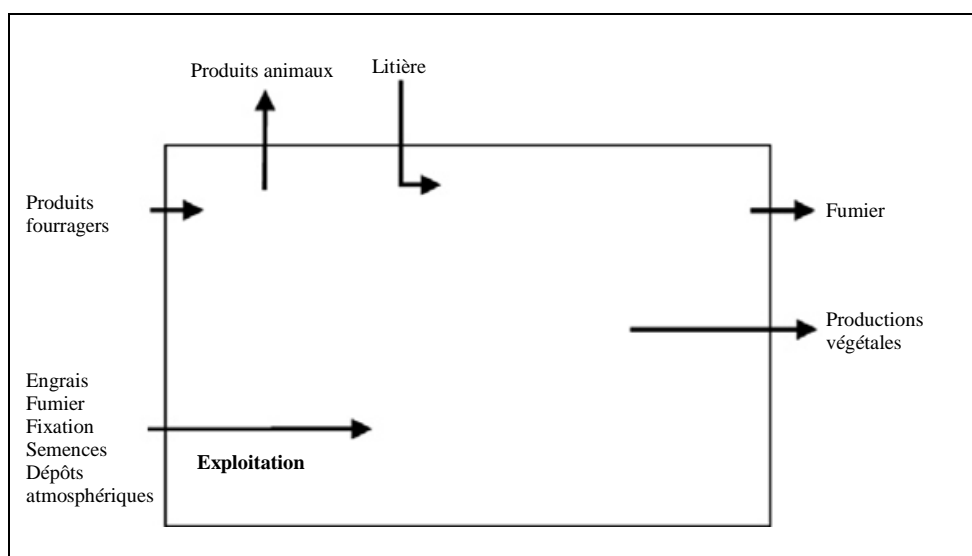 Produits animaux
Litière
Produits
fourragers
Fumier
Productions
végétales
Engrais
Fumier
Fixation
Semences
Dépôts
atmosphériques
Exploitation